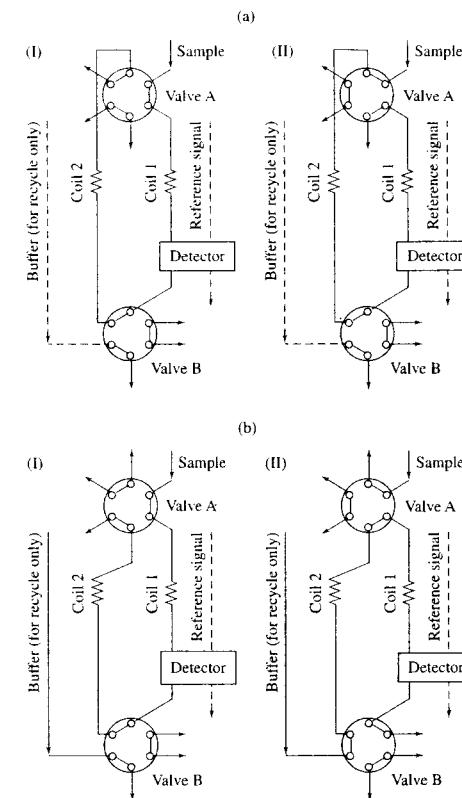 (a)
(I)
Sample
Valve A
Buffer (for recycle only)
Coil 2
Coil 1
Reference signal
Detector
Valve B
(II)
Sample
Valve A
Buffer (for recycle only)
Coil 2
Coil 1
Reference signal
Detector
Valve B
(b)
(I)
Sample
Valve A
Buffer (for recycle only)
Coil 2
Coil 1
Reference signal
Detector
Valve B
(II)
Sample
Valve A
Buffer (for recycle only)
Coil 2
Coil 1
Reference signal
Detector
Valve B